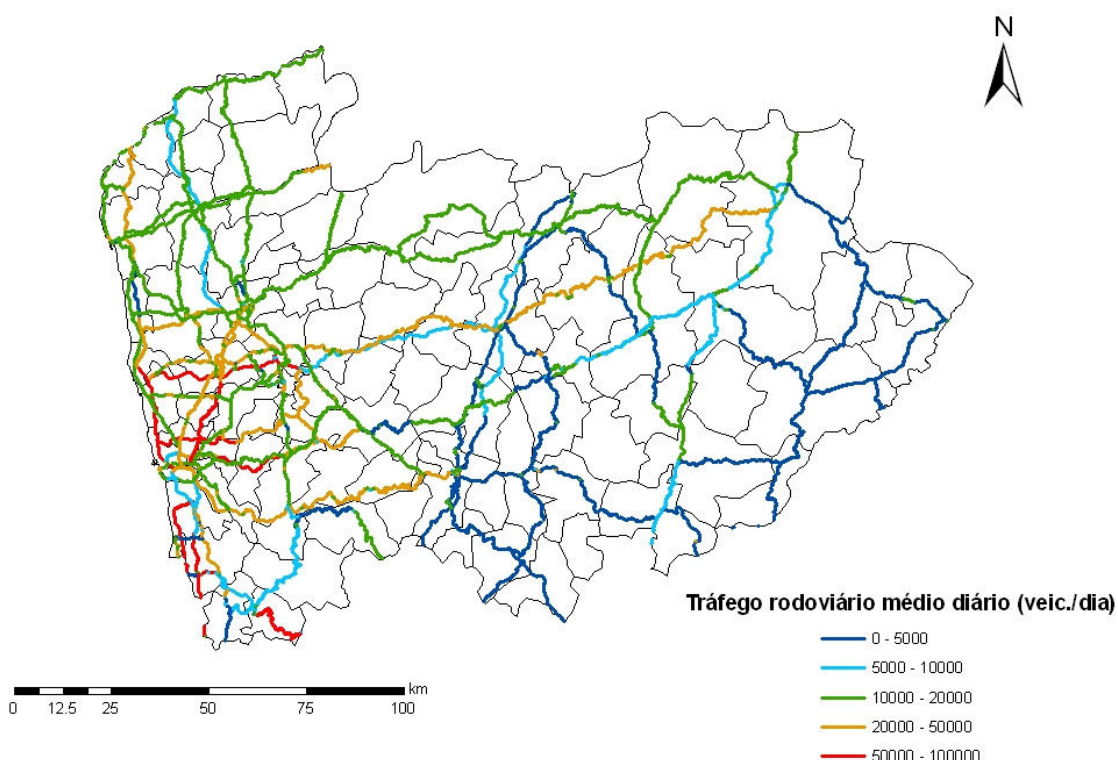 N
Tráfego rodoviário médio diário (veic./dia)
0 - 5000
5000 - 10000
10000 - 20000
20000 - 50000
50000 - 100000
km
0 12.5 25 50 75 100